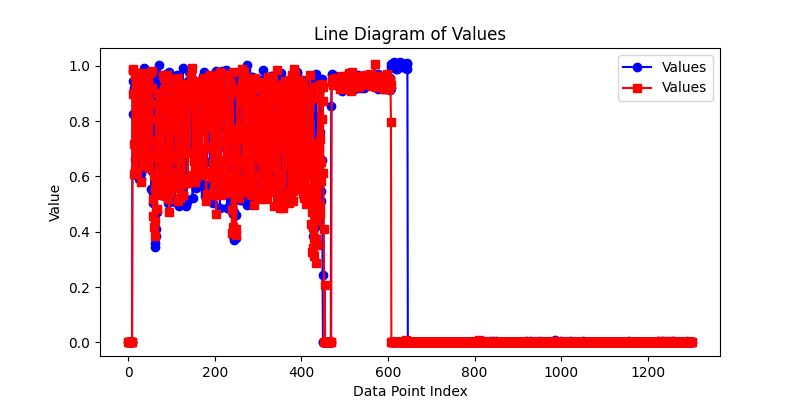 Line Diagram of Values
Value
1.0
0.8
0.6
0.4
0.2
0.0
Values
Values
0
200
400
600
800
1000
1200
Data Point Index